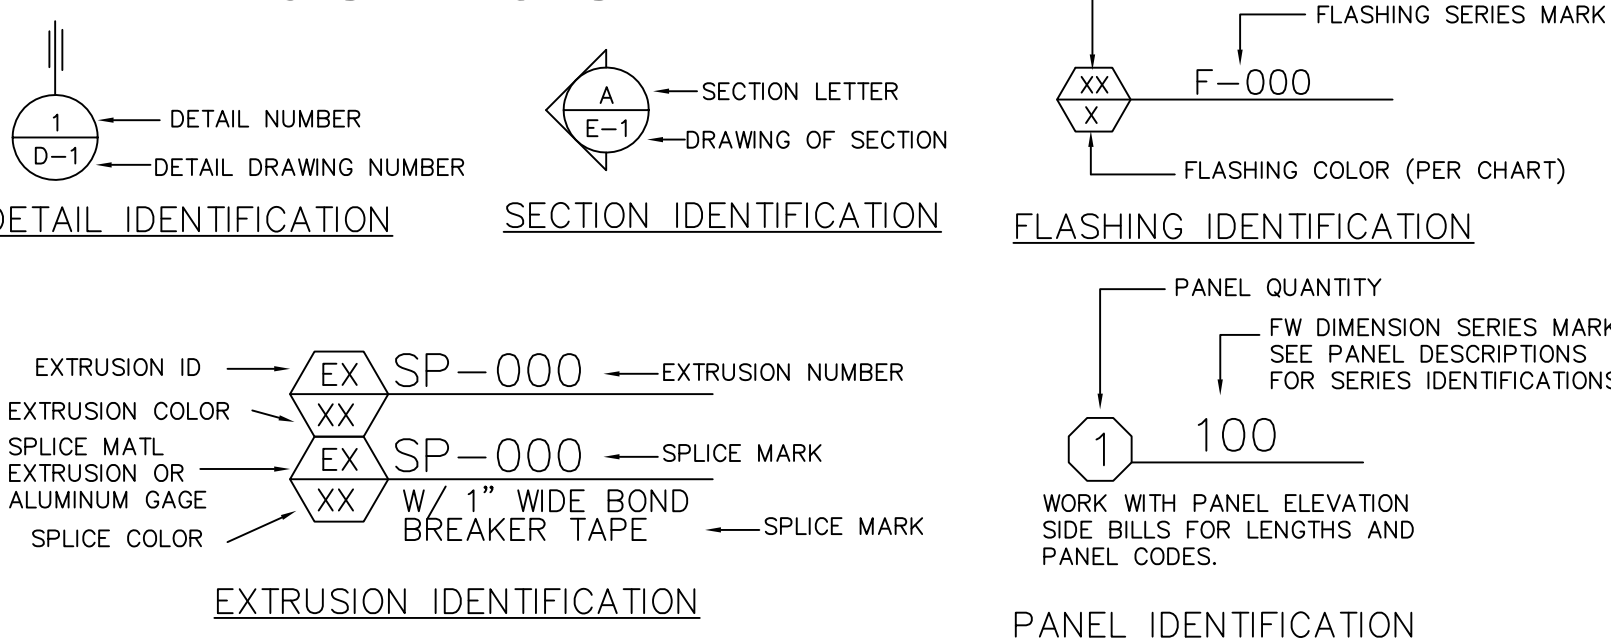 1
D-1
DETAIL NUMBER
DETAIL DRAWING NUMBER
DETAIL IDENTIFICATION
A
E-1
SECTION LETTER
DRAWING OF SECTION
SECTION IDENTIFICATION
FLASHING SERIES MARK
XX
X
F-000
FLASHING COLOR (PER CHART)
FLASHING IDENTIFICATION
EXTRUSION ID
EX
SP-000
EXTRUSION NUMBER
EXTRUSION COLOR
XX
SPLICE MATL
EXTRUSION OR
ALUMINUM GAGE
EX
SP-000
SPLICE MARK
SPLICE COLOR
XX
W/ 1" WIDE BOND
BREAKER TAPE
SPLICE MARK
EXTRUSION IDENTIFICATION
PANEL QUANTITY
FW DIMENSION SERIES MARK
SEE PANEL DESCRIPTIONS
FOR SERIES IDENTIFICATIONS
1
100
WORK WITH PANEL ELEVATION
SIDE BILLS FOR LENGTHS AND
PANEL CODES.
PANEL IDENTIFICATION